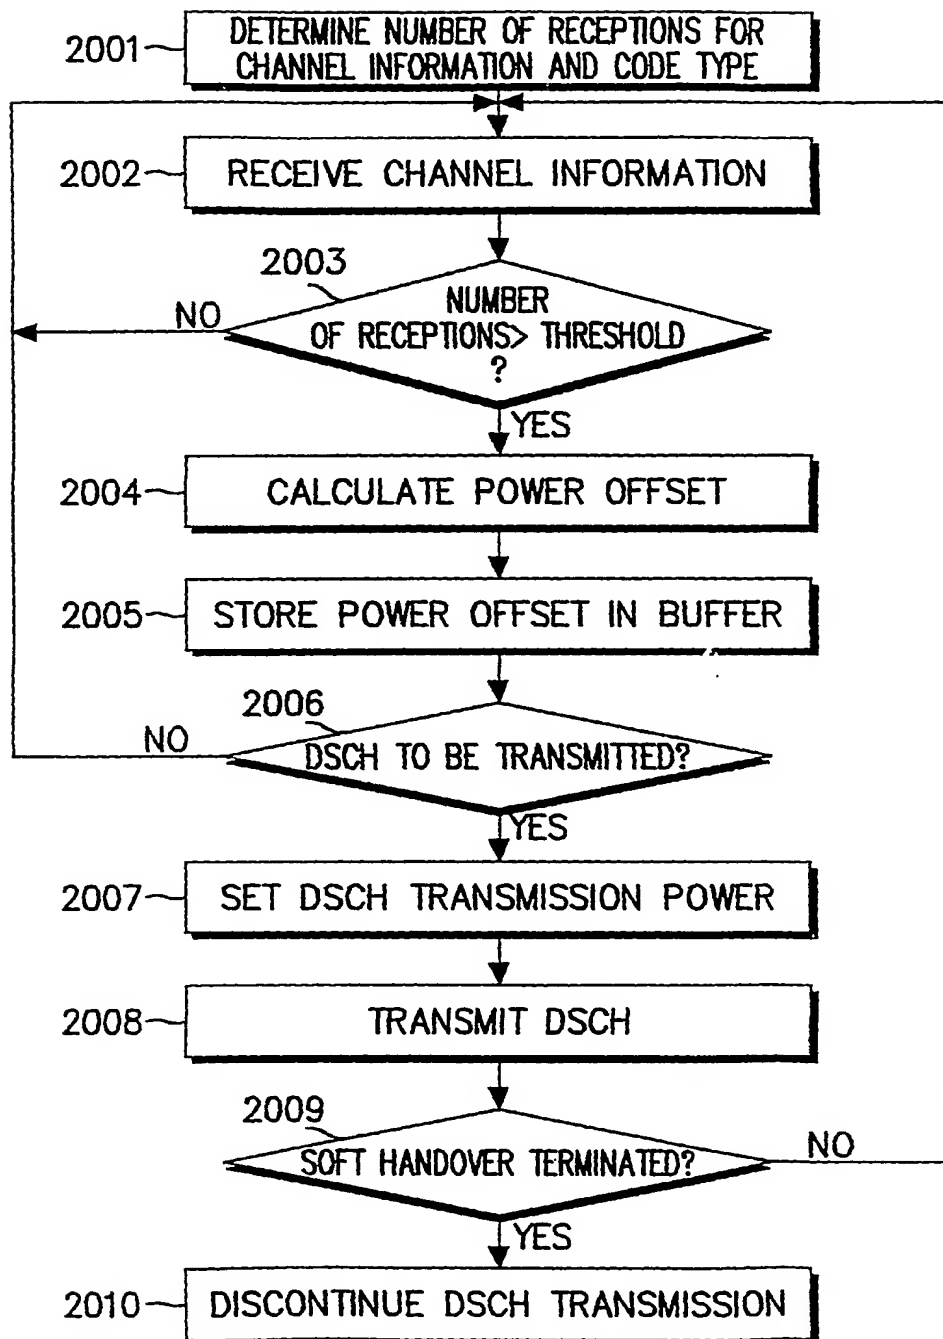 2001
DETERMINE NUMBER OF RECEPTIONS FOR
CHANNEL INFORMATION AND CODE TYPE
2002
RECEIVE CHANNEL INFORMATION
2003
NUMBER
OF RECEPTIONS> THRESHOLD
?
NO
YES
2004
CALCULATE POWER OFFSET
2005
STORE POWER OFFSET IN BUFFER
2006
DSCH TO BE TRANSMITTED?
NO
YES
2007
SET DSCH TRANSMISSION POWER
2008
TRANSMIT DSCH
2009
SOFT HANDOVER TERMINATED?
NO
YES
2010
DISCONTINUE DSCH TRANSMISSION